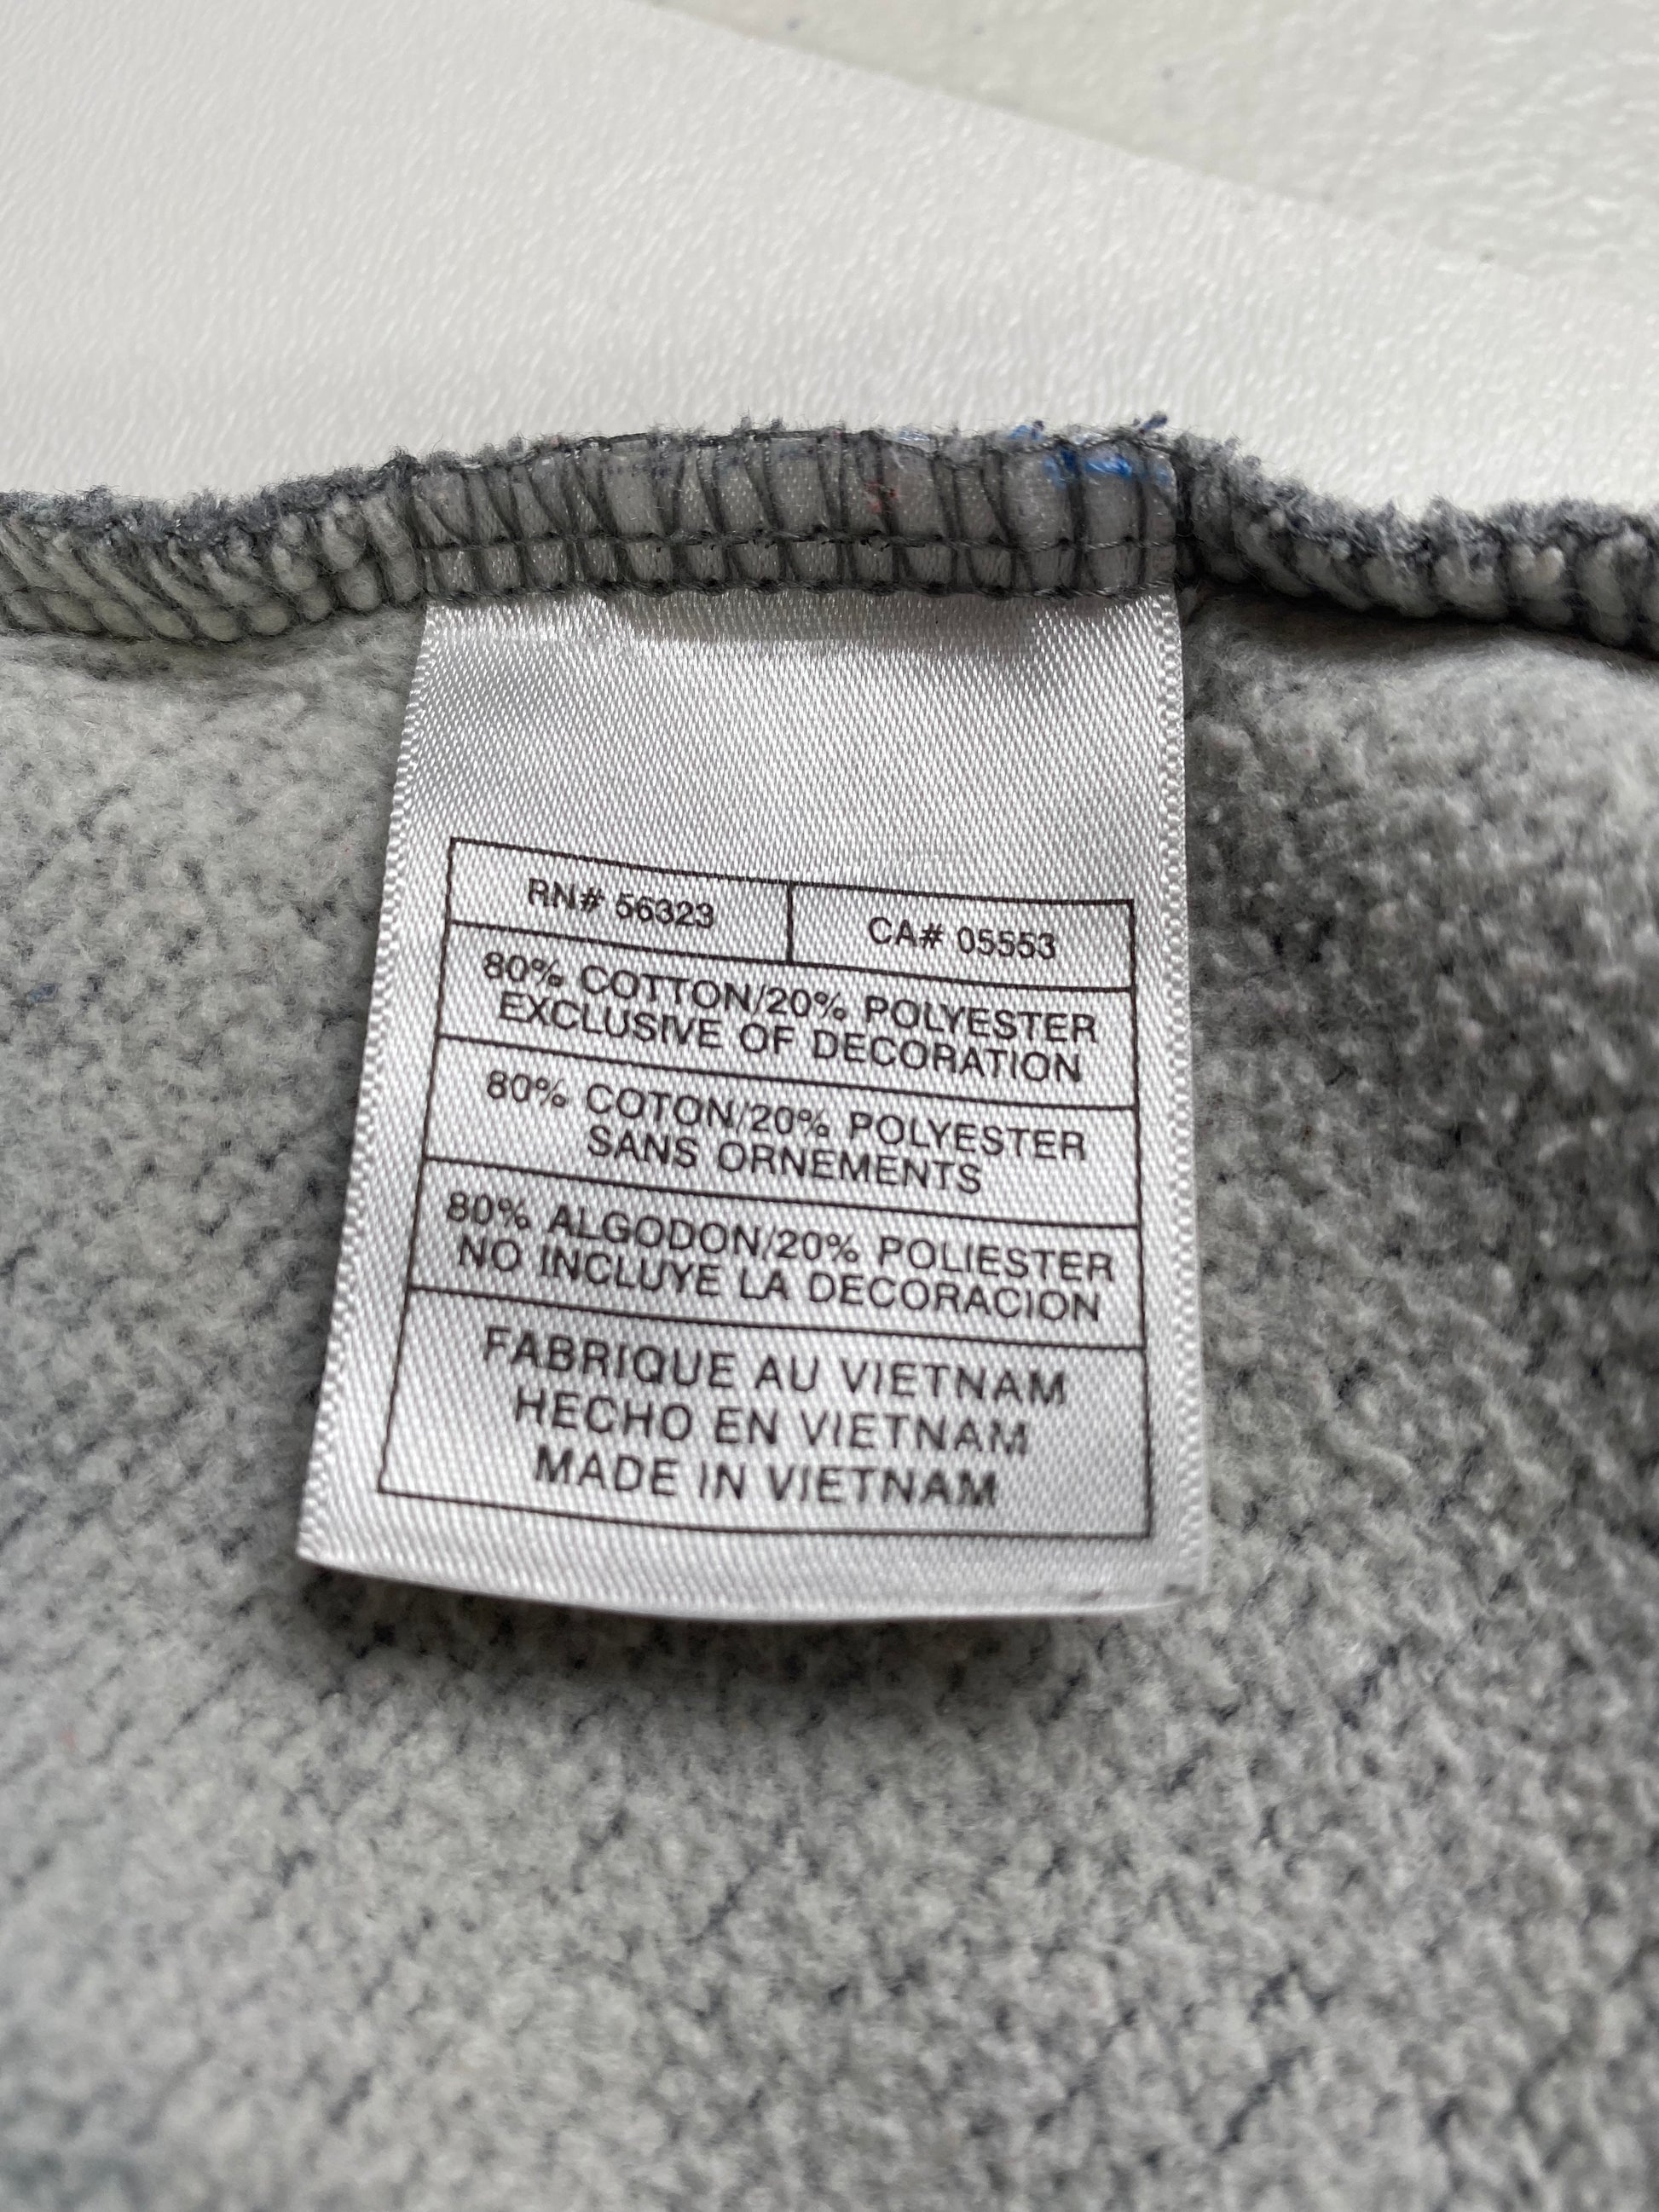 RN# 56323
CA# 05553
80% COTTON/20% POLYESTER
EXCLUSIVE OF DECORATION
80% COTON/20% POLYESTER
SANS ORNEMENTS
80% ALGODON/20% POLIESTER
NO INCLUYE LA DECORACION
FABRIQUE AU VIETNAM
HECHO EN VIETNAM
MADE IN VIETNAM